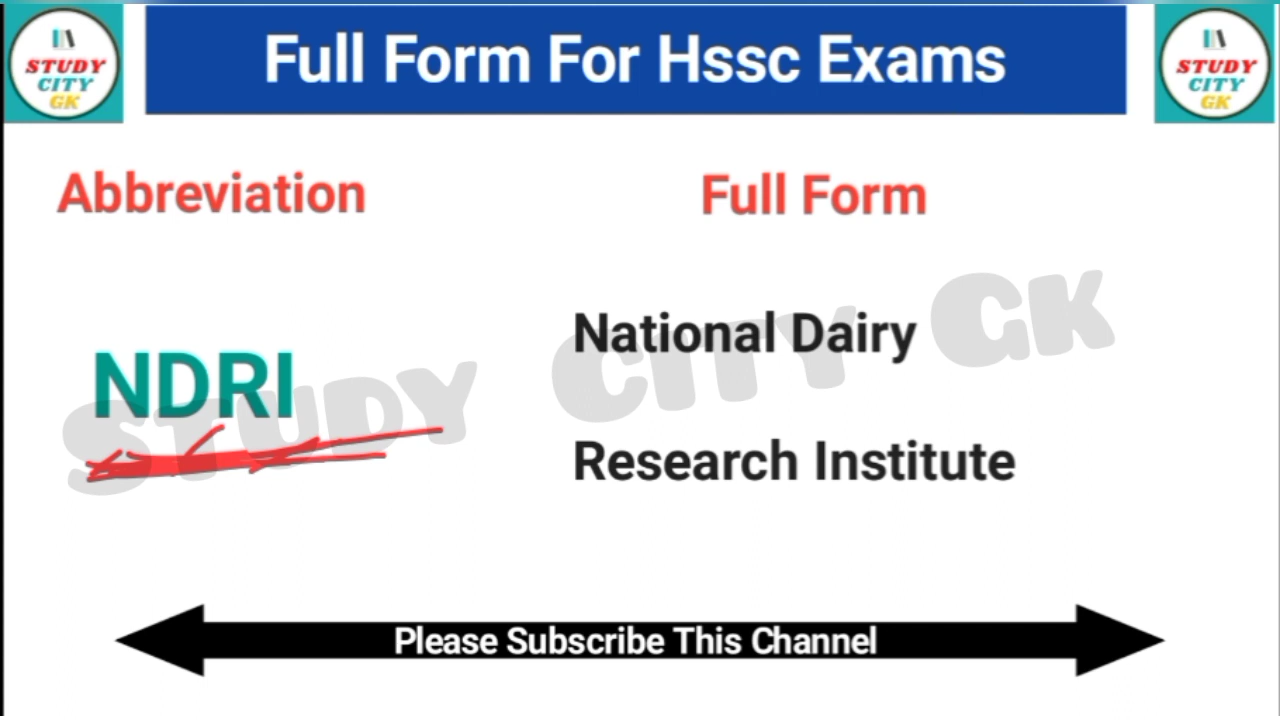 STUDY
CITY
GK
Full Form For Hssc Exams
STUDY
CITY
GK
Abbreviation
Full Form
NDRI
National Dairy
Research Institute
STUDY CITY GK
Please Subscribe This Channel